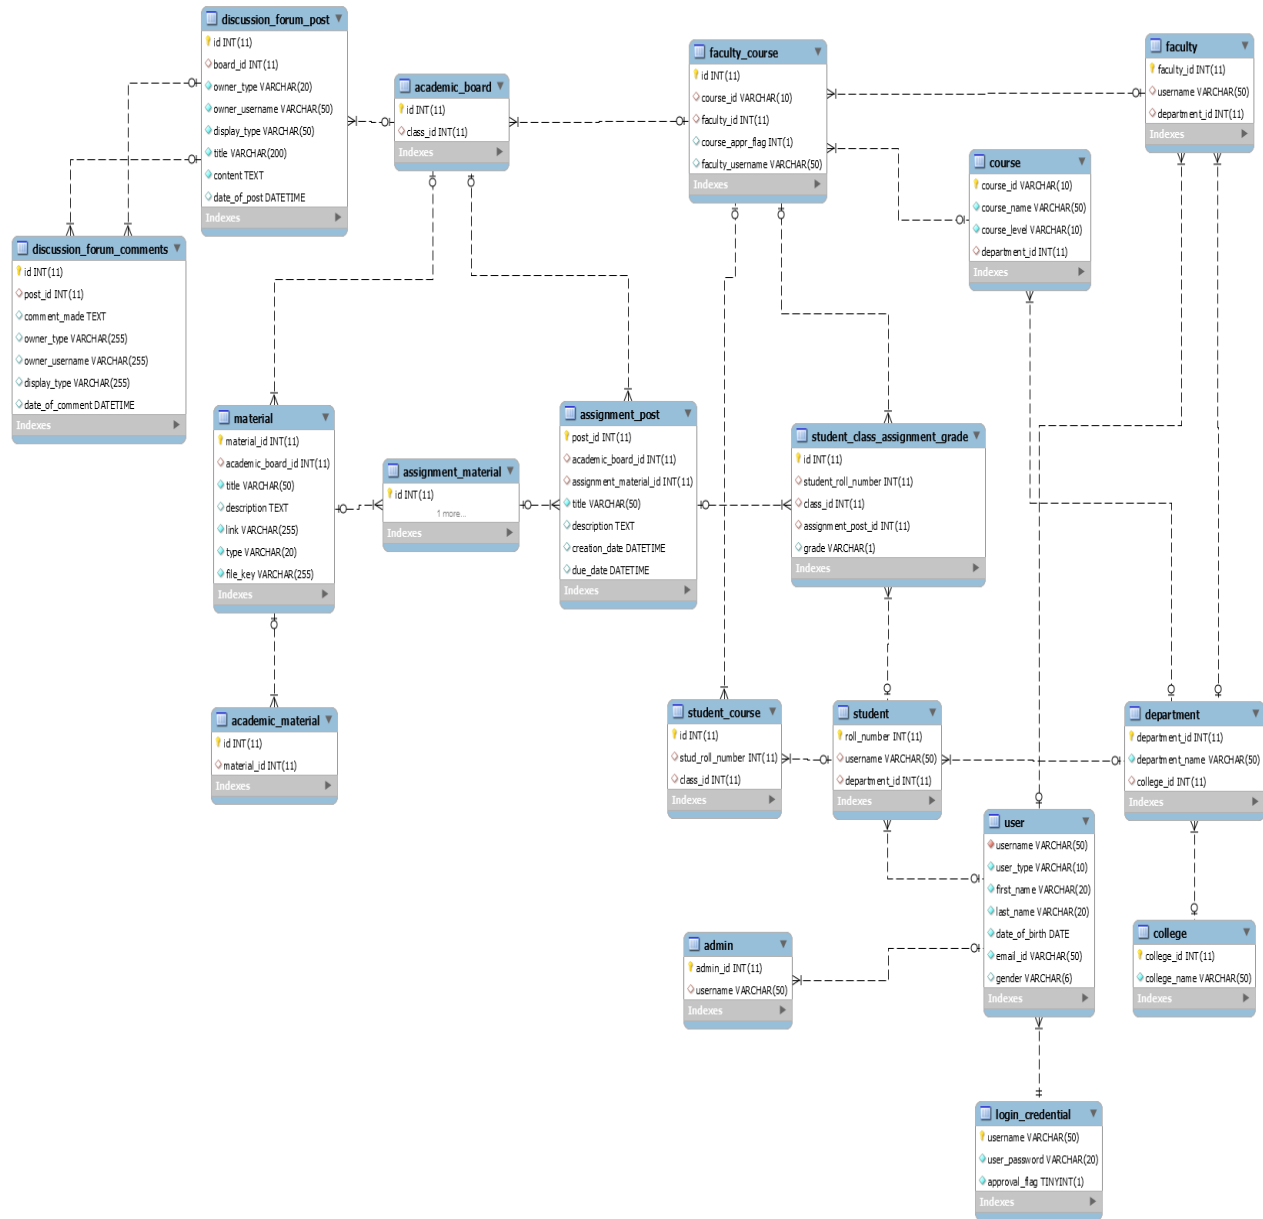 discussion_forum_post
id INT(11)
board_id INT(11)
owner_type VARCHAR(20)
owner_username VARCHAR(50)
display_type VARCHAR(50)
title VARCHAR(200)
content TEXT
date_of_post DATETIME
Indexes
academic_board
id INT(11)
class_id INT(11)
Indexes
faculty_course
id INT(11)
course_id VARCHAR(10)
faculty_id INT(11)
course_appr_flag INT(1)
faculty_username VARCHAR(50)
Indexes
faculty
faculty_id INT(11)
username VARCHAR(50)
department_id INT(11)
Indexes
course
course_id VARCHAR(10)
course_name VARCHAR(50)
course_level VARCHAR(10)
department_id INT(11)
Indexes
discussion_forum_comments
id INT(11)
post_id INT(11)
comment_made TEXT
owner_type VARCHAR(255)
owner_username VARCHAR(255)
display_type VARCHAR(255)
date_of_comment DATETIME
Indexes
material
material_id INT(11)
academic_board_id INT(11)
title VARCHAR(50)
description TEXT
link VARCHAR(255)
type VARCHAR(20)
file_key VARCHAR(255)
Indexes
assignment_material
id INT(11)
1 more...
Indexes
assignment_post
post_id INT(11)
academic_board_id INT(11)
assignment_material_id INT(11)
title VARCHAR(50)
description TEXT
creation_date DATETIME
due_date DATETIME
Indexes
student_class_assignment_grade
id INT(11)
student_roll_number INT(11)
class_id INT(11)
assignment_post_id INT(11)
grade VARCHAR(1)
Indexes
academic_material
id INT(11)
material_id INT(11)
Indexes
student_course
id INT(11)
stud_roll_number INT(11)
class_id INT(11)
Indexes
student
roll_number INT(11)
username VARCHAR(50)
department_id INT(11)
Indexes
department
department_id INT(11)
department_name VARCHAR(50)
college_id INT(11)
Indexes
user
username VARCHAR(50)
user_type VARCHAR(10)
first_name VARCHAR(20)
last_name VARCHAR(20)
date_of_birth DATE
email_id VARCHAR(50)
gender VARCHAR(6)
Indexes
admin
admin_id INT(11)
username VARCHAR(50)
Indexes
college
college_id INT(11)
college_name VARCHAR(50)
Indexes
login_credential
username VARCHAR(50)
user_password VARCHAR(20)
approval_flag TINYINT(1)
Indexes